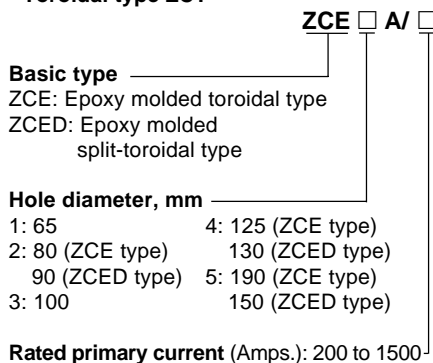 Toroidal type ZCT
ZCE □ A/ □
Basic type
ZCE: Epoxy molded toroidal type
ZCED: Epoxy molded
split-toroidal type
Hole diameter, mm
1: 65
2: 80 (ZCE type)
90 (ZCED type)
3: 100
4: 125 (ZCE type)
130 (ZCED type)
5: 190 (ZCE type)
150 (ZCED type)
Rated primary current (Amps.): 200 to 1500